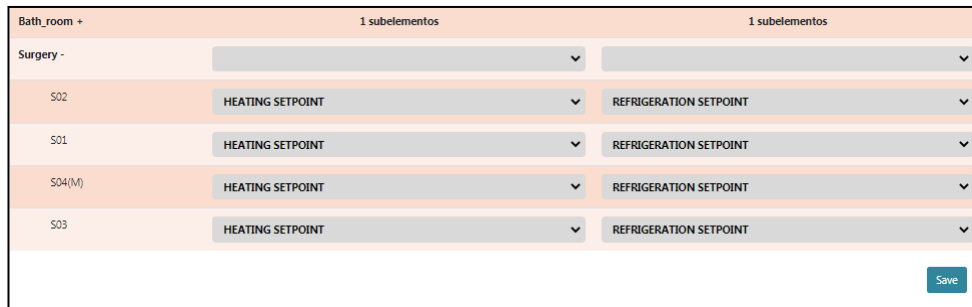 Bath_room + 1 subelementos 1 subelementos
Surgery -
S02 HEATING SETPOINT REFRIGERATION SETPOINT
S01 HEATING SETPOINT REFRIGERATION SETPOINT
S04(M) HEATING SETPOINT REFRIGERATION SETPOINT
S03 HEATING SETPOINT REFRIGERATION SETPOINT
Save